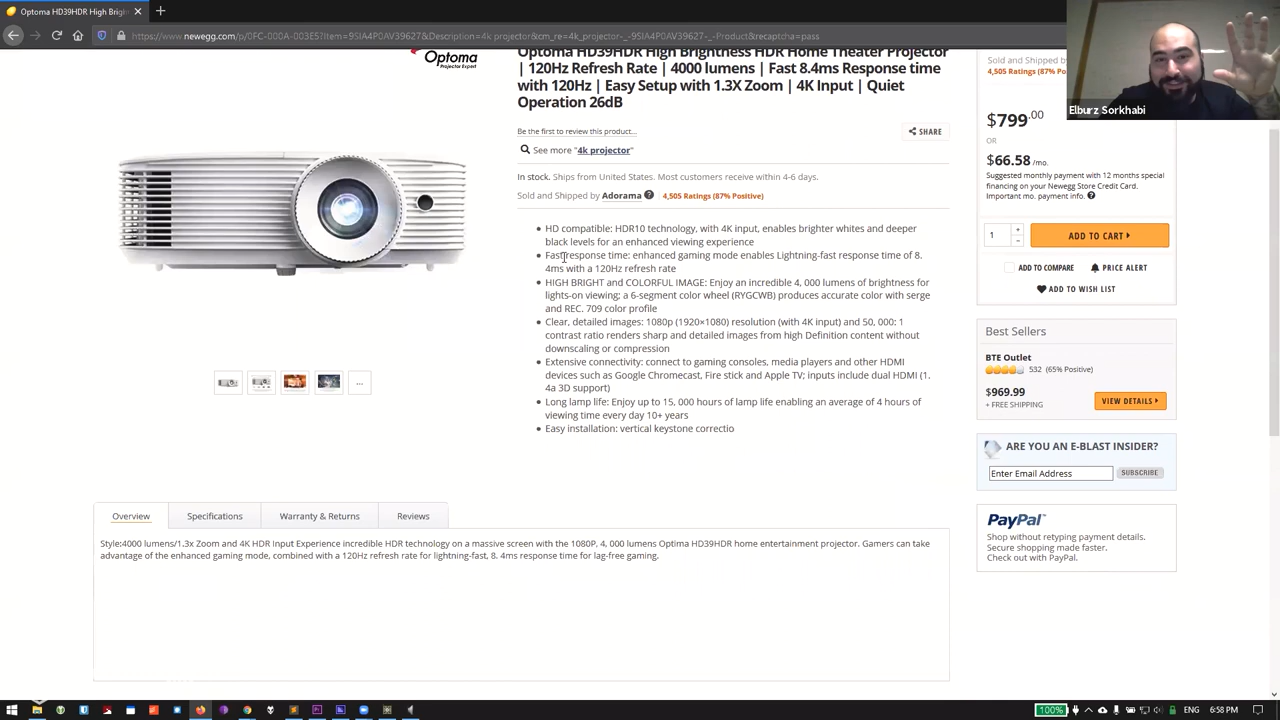 Optoma HD39HDR High Brigh
https://www.newegg.com/p/0FC-000A-003E5?Item=9SIA4P0AV39627&Description=4k projector&cm_re=4k_projector-_-9SIA4P0AV39627-_-Product&recaptcha=pass
Elburz Sorkhabi
Optoma
Projector Expert
Optoma HD39HDR High Brightness HDR Home Theater Projector
| 120Hz Refresh Rate | 4000 lumens | Fast 8.4ms Response time
with 120Hz | Easy Setup with 1.3X Zoom | 4K Input | Quiet
Operation 26dB
Be the first to review this product...
SHARE
See more "4k projector"
In stock. Ships from United States. Most customers receive within 4-6 days.
Sold and Shipped by Adorama ? 4,505 Ratings (87% Positive)
HD compatible: HDR10 technology, with 4K input, enables brighter whites and deeper
black levels for an enhanced viewing experience
Fast response time: enhanced gaming mode enables Lightning-fast response time of 8.
4ms with a 120Hz refresh rate
HIGH BRIGHT and COLORFUL IMAGE: Enjoy an incredible 4, 000 lumens of brightness for
lights-on viewing; a 6-segment color wheel (RYGCWB) produces accurate color with serge
and REC. 709 color profile
Clear, detailed images: 1080p (1920×1080) resolution (with 4K input) and 50, 000: 1
contrast ratio renders sharp and detailed images from high Definition content without
downscaling or compression
Extensive connectivity: connect to gaming consoles, media players and other HDMI
devices such as Google Chromecast, Fire stick and Apple TV; inputs include dual HDMI (1.
4a 3D support)
Long lamp life: Enjoy up to 15, 000 hours of lamp life enabling an average of 4 hours of
viewing time every day 10+ years
Easy installation: vertical keystone correctio
...
Sold and Shipped
4,505 Ratings (87% Po
$799.00
OR
$66.58 /mo.
Suggested monthly payment with 12 months special
financing on your Newegg Store Credit Card.
Important mo. payment info. ?
1
ADD TO CART
ADD TO COMPARE
PRICE ALERT
ADD TO WISH LIST
Best Sellers
BTE Outlet
532 (65% Positive)
$969.99
+ FREE SHIPPING
VIEW DETAILS
ARE YOU AN E-BLAST INSIDER?
Enter Email Address
SUBSCRIBE
PayPal
Shop without retyping payment details.
Secure shopping made faster.
Check out with PayPal.
Overview
Specifications
Warranty & Returns
Reviews
Style:4000 lumens/1.3x Zoom and 4K HDR Input Experience incredible HDR technology on a massive screen with the 1080P, 4, 000 lumens Optima HD39HDR home entertainment projector. Gamers can take
advantage of the enhanced gaming mode, combined with a 120Hz refresh rate for lightning-fast, 8. 4ms response time for lag-free gaming.
100%
ENG
6:58 PM